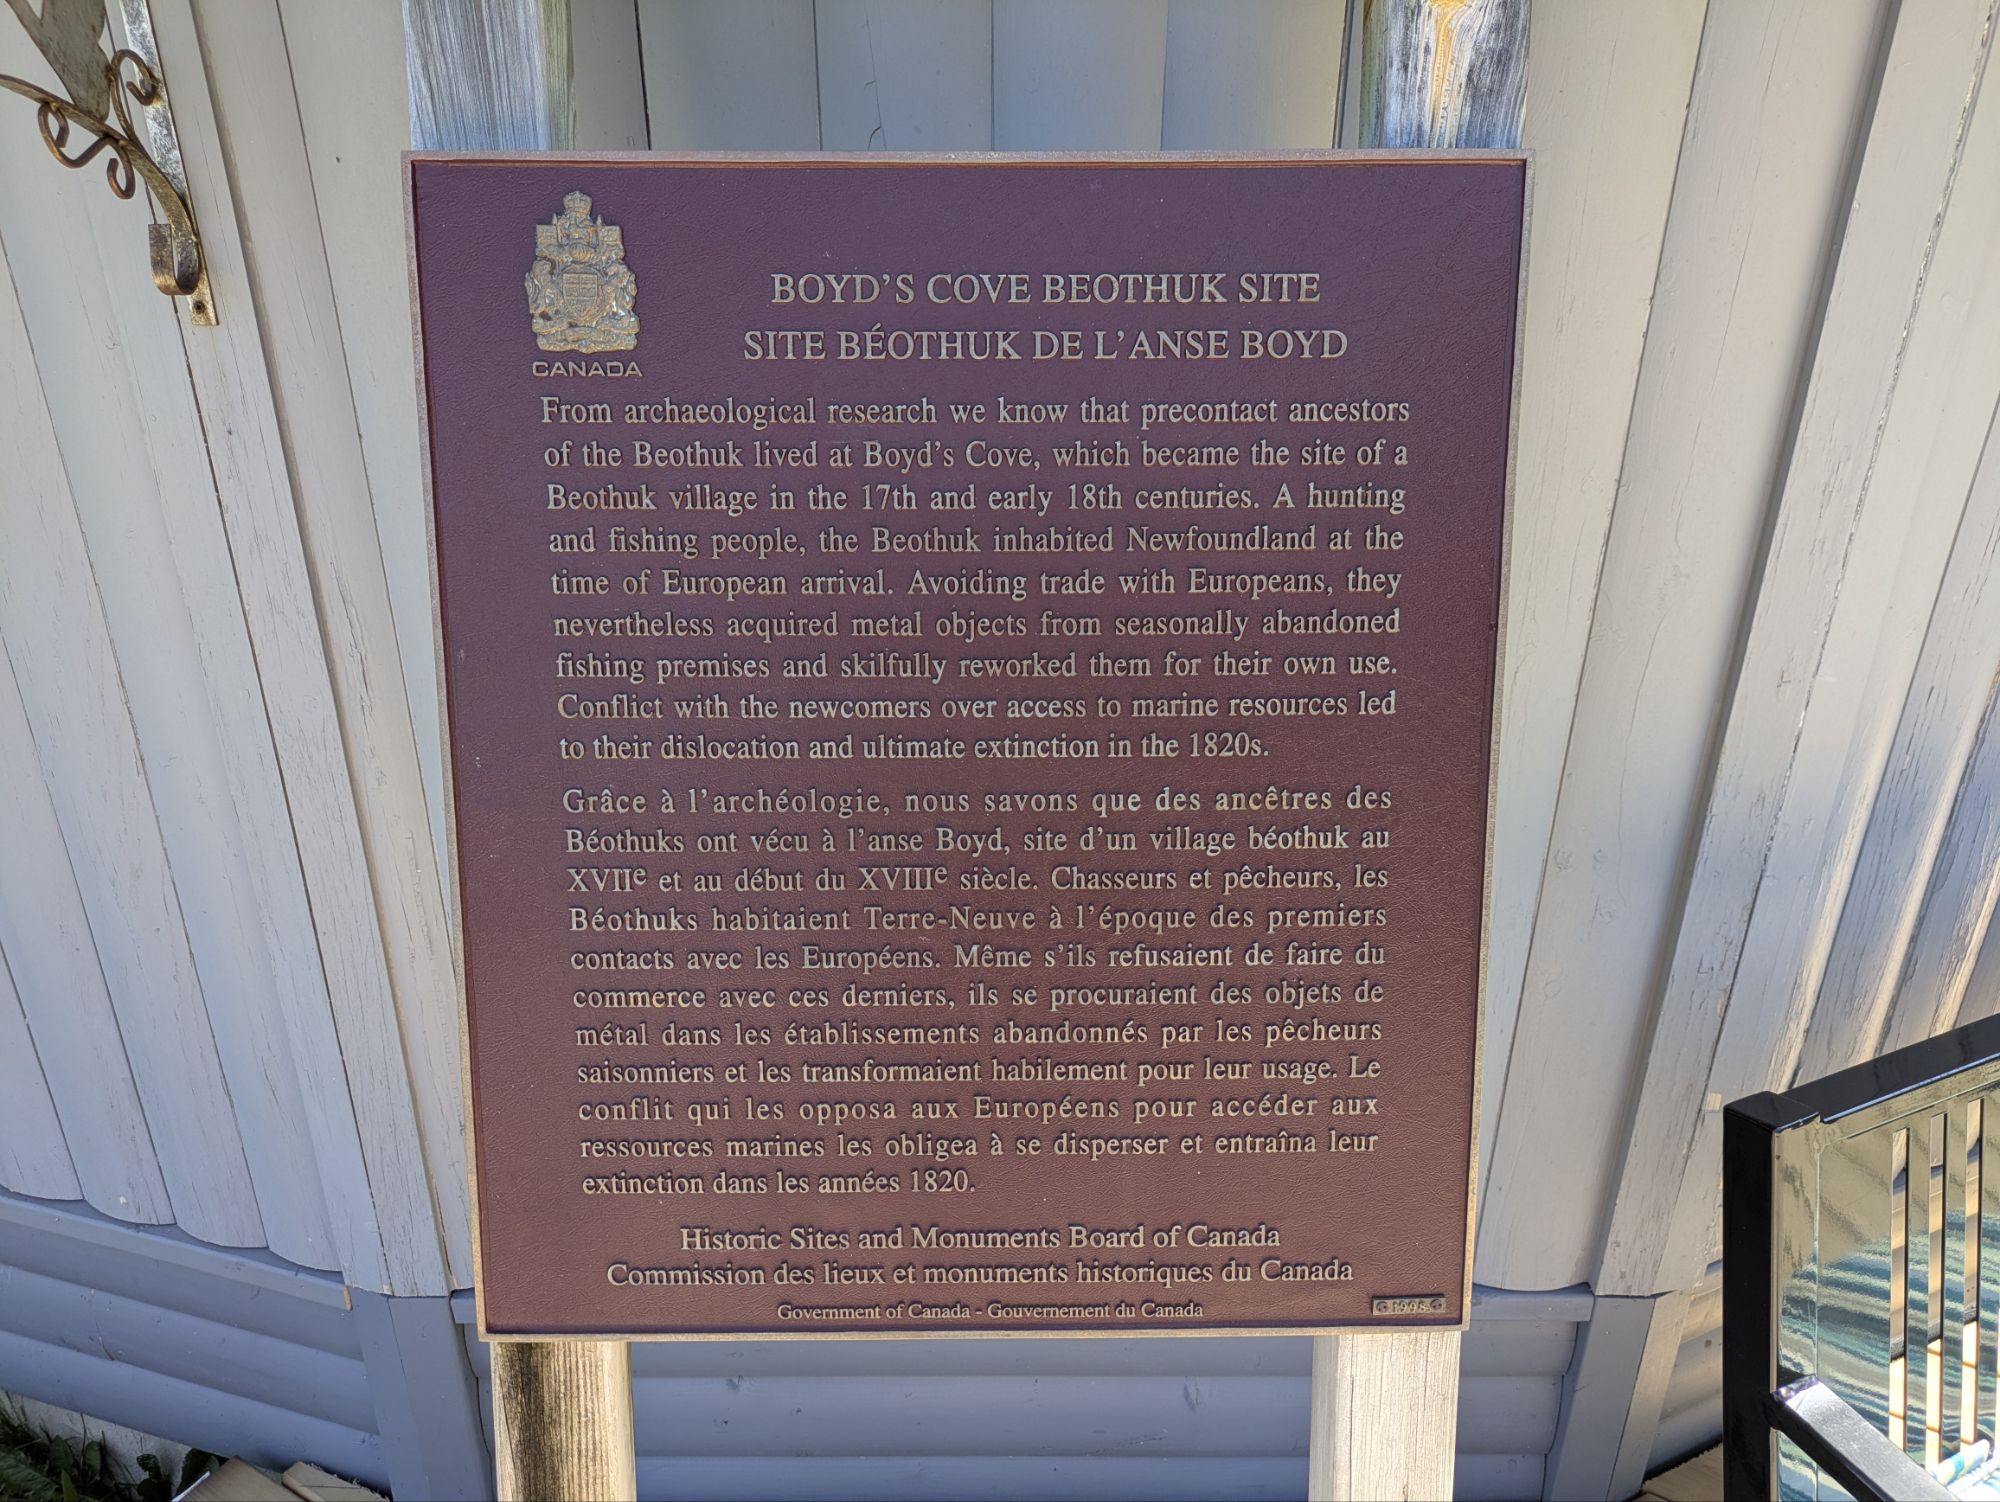 CANADA
BOYD'S COVE BEOTHUK SITE
SITE BÉOTHUK DE L'ANSE BOYD
From archaeological research we know that precontact ancestors
of the Beothuk lived at Boyd's Cove, which became the site of a
Beothuk village in the 17th and early 18th centuries. A hunting
and fishing people, the Beothuk inhabited Newfoundland at the
time of European arrival. Avoiding trade with Europeans, they
nevertheless acquired metal objects from seasonally abandoned
fishing premises and skilfully reworked them for their own use.
Conflict with the newcomers over access to marine resources led
to their dislocation and ultimate extinction in the 1820s.
Grâce à l'archéologie, nous savons que des ancêtres des
Béothuks ont vécu à l'anse Boyd, site d'un village béothuk au
XVIIe et au début du XVIIIe siècle. Chasseurs et pêcheurs, les
Béothuks habitaient Terre-Neuve à l'époque des premiers
contacts avec les Européens. Même s'ils refusaient de faire du
commerce avec ces derniers, ils se procuraient des objets de
métal dans les établissements abandonnés par les pêcheurs
saisonniers et les transformaient habilement pour leur usage. Le
conflit qui les opposa aux Européens pour accéder aux
ressources marines les obligea à se disperser et entraîna leur
extinction dans les années 1820.
Historic Sites and Monuments Board of Canada
Commission des lieux et monuments historiques du Canada
Government of Canada - Gouvernement du Canada
1998